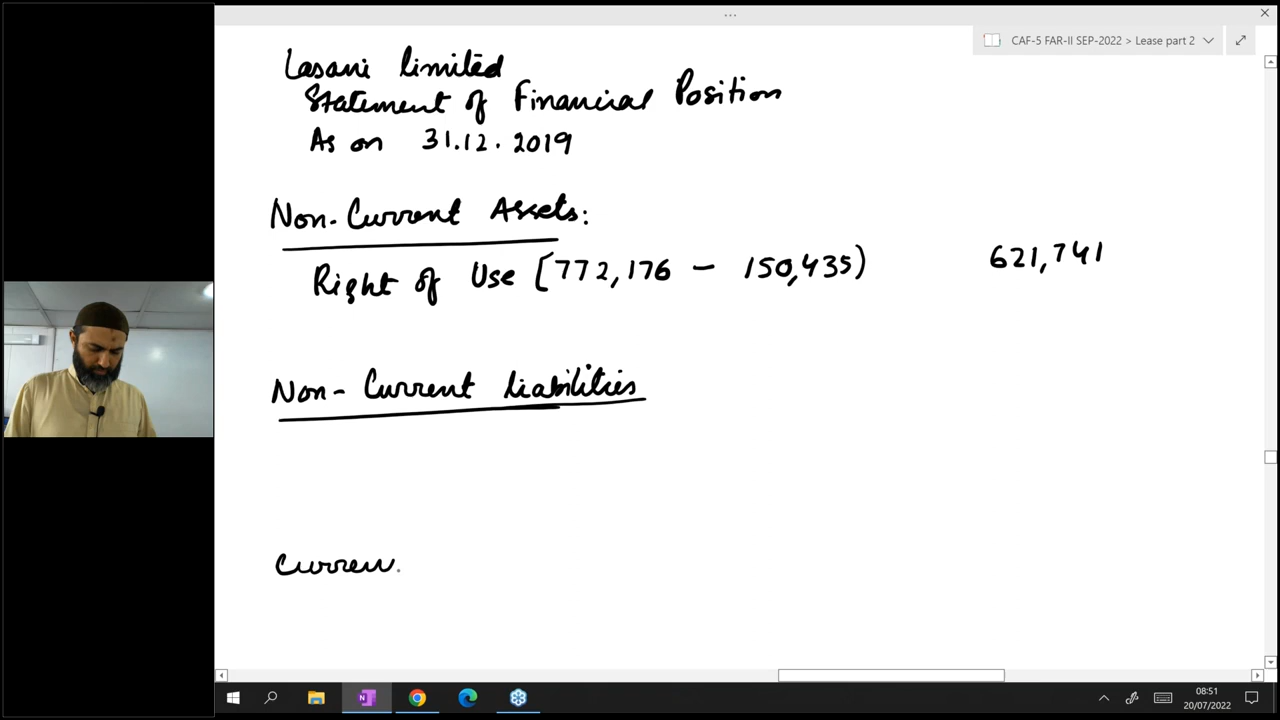 CAF-5 FAR-II SEP-2022 > Lease part 2
Lasani limited
Statement of Financial Position
As on 31.12.2019
Non-Current Assets:
Right of Use [772,176 - 150,435) 621,741
Non-Current Liabilities
Curren
08:51
20/07/2022